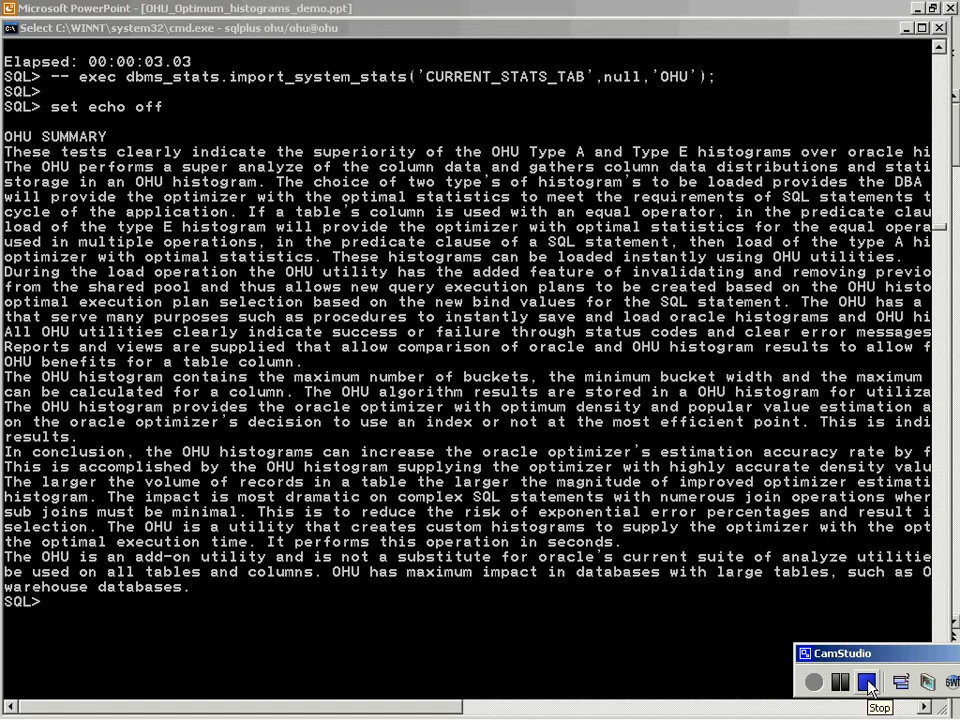 Microsoft PowerPoint - [OHU_Optimum_histograms_demo.ppt]
Select C:\WINNT\system32\cmd.exe - sqlplus ohu/ohu@ohu
Elapsed: 00:00:03.03
SQL> -- exec dbms_stats.import_system_stats('CURRENT_STATS_TAB',null,'OHU');
SQL>
SQL> set echo off
OHU SUMMARY
These tests clearly indicate the superiority of the OHU Type A and Type E histograms over oracle hi
The OHU performs a super analyze of the column data and gathers column data distributions and stati
storage in an OHU histogram. The choice of two type's of histogram's to be loaded provides the DBA
will provide the optimizer with the optimal statistics to meet the requirements of SQL statements t
cycle of the application. If a table's column is used with an equal operator, in the predicate clau
load of the type E histogram will provide the optimizer with optimal statistics for the equal opera
used in multiple operations, in the predicate clause of a SQL statement, then load of the type A hi
optimizer with optimal statistics. These histograms can be loaded instantly using OHU utilities.
During the load operation the OHU utility has the added feature of invalidating and removing previo
from the shared pool and thus allows new query execution plans to be created based on the OHU histo
optimal execution plan selection based on the new bind values for the SQL statement. The OHU has a
that serve many purposes such as procedures to instantly save and load oracle histograms and OHU hi
All OHU utilities clearly indicate success or failure through status codes and clear error messages
Reports and views are supplied that allow comparison of oracle and OHU histogram results to allow f
OHU benefits for a table column.
The OHU histogram contains the maximum number of buckets, the minimum bucket width and the maximum
can be calculated for a column. The OHU algorithm results are stored in a OHU histogram for utiliza
The OHU histogram provides the oracle optimizer with optimum density and popular value estimation a
on the oracle optimizer's decision to use an index or not at the most efficient point. This is indi
results.
In conclusion, the OHU histograms can increase the oracle optimizer's estimation accuracy rate by f
This is accomplished by the OHU histogram supplying the optimizer with highly accurate density valu
The larger the volume of records in a table the larger the magnitude of improved optimizer estimati
histogram. The impact is most dramatic on complex SQL statements with numerous join operations wher
sub joins must be minimal. This is to reduce the risk of exponential error percentages and result i
selection. The OHU is a utility that creates custom histograms to supply the optimizer with the opt
the optimal execution time. It performs this operation in seconds.
The OHU is an add-on utility and is not a substitute for oracle's current suite of analyze utilitie
be used on all tables and columns. OHU has maximum impact in databases with large tables, such as O
warehouse databases.
SQL>
CamStudio
SWF
Stop